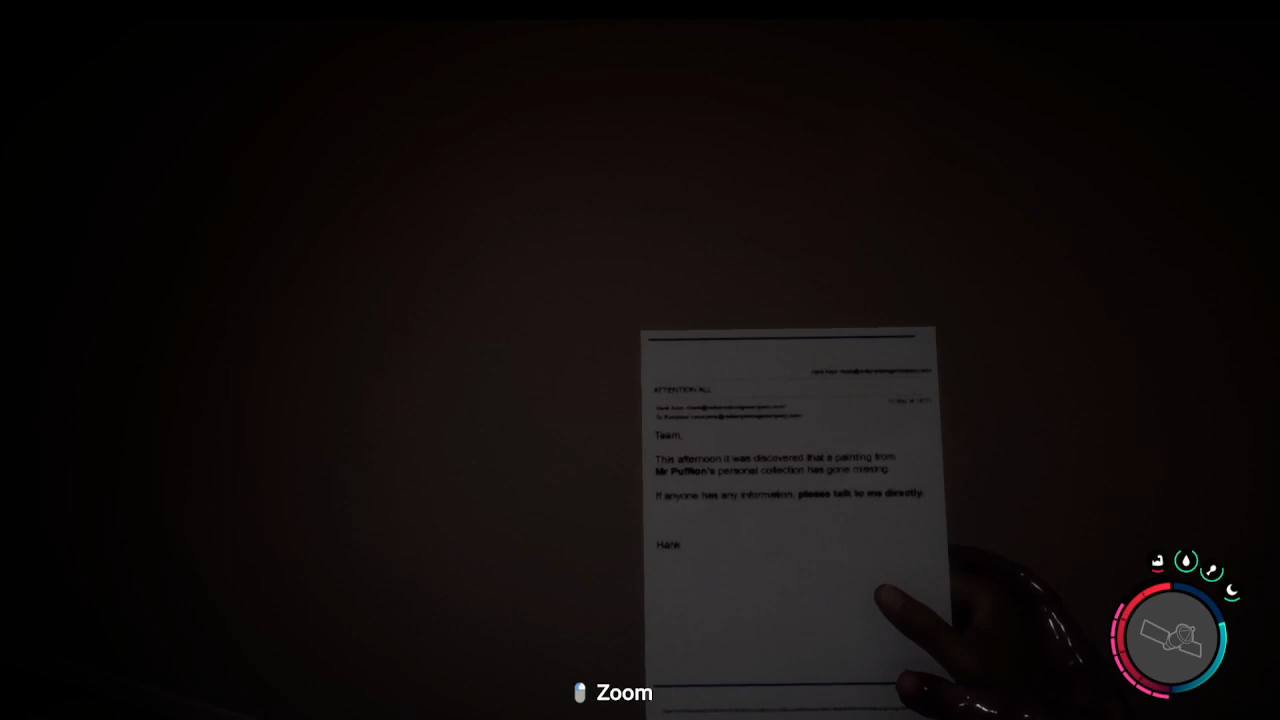 ATTENTION ALL
Team,
This afternoon it was discovered that a painting from
Mr Puffton's personal collection has gone missing.
If anyone has any information, please talk to me directly.
Hank
Zoom